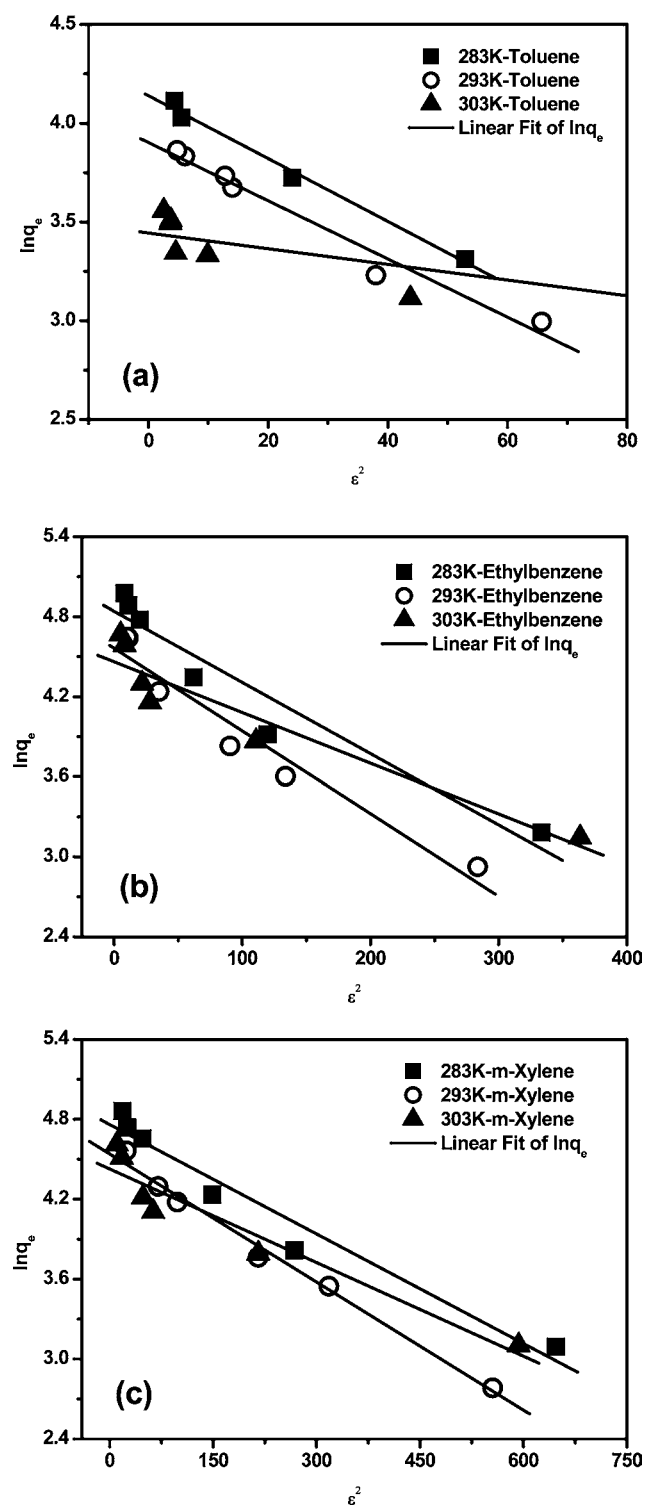 4.5
4.0
3.5
3.0
2.5
lnqₑ
283K-Toluene
293K-Toluene
303K-Toluene
Linear Fit of lnqₑ
(a)
0 20 40 60 80
ε²
5.4
4.8
4.2
3.6
3.0
2.4
lnqₑ
283K-Ethylbenzene
293K-Ethylbenzene
303K-Ethylbenzene
Linear Fit of lnqₑ
(b)
0 100 200 300 400
ε²
5.4
4.8
4.2
3.6
3.0
2.4
lnqₑ
283K-m-Xylene
293K-m-Xylene
303K-m-Xylene
Linear Fit of lnqₑ
(c)
0 150 300 450 600 750
ε²